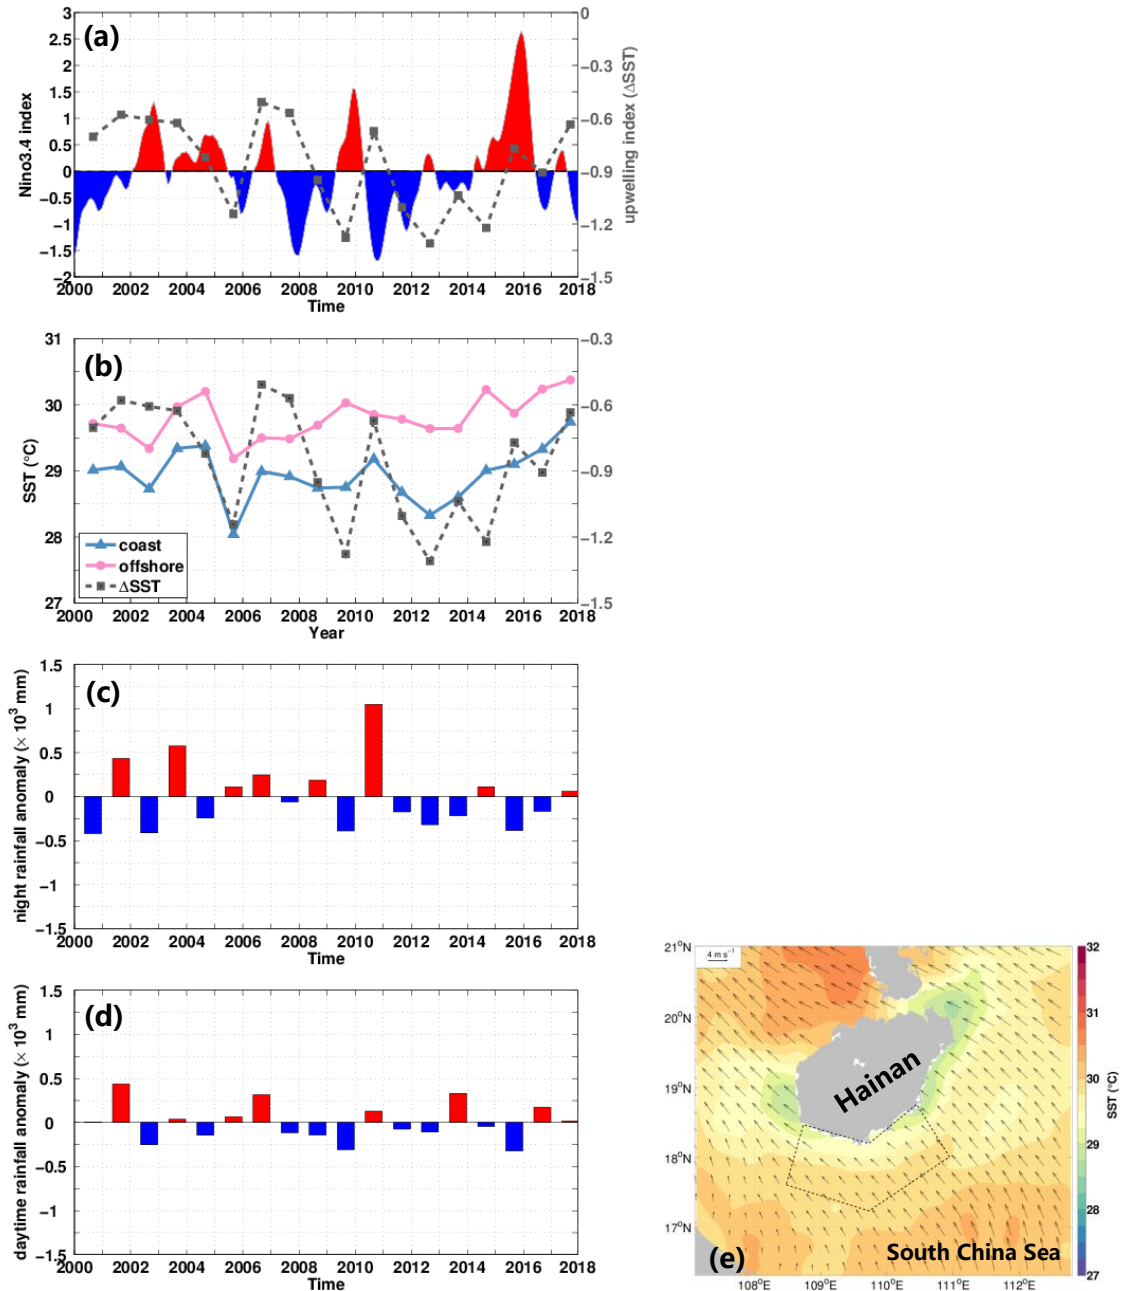 (a)
3
2.5
2
1.5
1
0.5
0
−0.5
−1
−1.5
−2
Nino3.4 index
0
−0.3
−0.6
−0.9
−1.2
−1.5
upwelling index (ΔSST)
2000 2002 2004 2006 2008 2010 2012 2014 2016 2018
Time
(b)
31
30
29
28
27
SST (°C)
−0.3
−0.6
−0.9
−1.2
−1.5
coast
offshore
ΔSST
2000 2002 2004 2006 2008 2010 2012 2014 2016 2018
Year
(c)
1.5
1
0.5
0
−0.5
−1
−1.5
night rainfall anomaly (× 10³ mm)
2000 2002 2004 2006 2008 2010 2012 2014 2016 2018
Time
(d)
1.5
1
0.5
0
−0.5
−1
−1.5
daytime rainfall anomaly (× 10³ mm)
2000 2002 2004 2006 2008 2010 2012 2014 2016 2018
Time
4 m s⁻¹
21°N
20°N
19°N
18°N
17°N
Hainan
South China Sea
(e)
108°E 109°E 110°E 111°E 112°E
32
31
30
29
28
27
SST (°C)